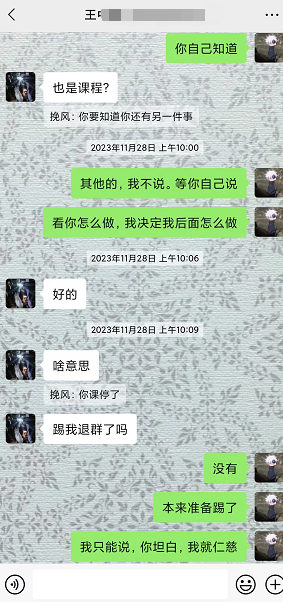 王
你自己知道
也是课程?
挽风：你要知道你还有另一件事
2023年11月28日 上午10:00
其他的，我不说。等你自己说
看你怎么做，我决定我后面怎么做
2023年11月28日 上午10:06
好的
2023年11月28日 上午10:09
啥意思
挽风：你课停了
踢我退群了吗
没有
本来准备踢了
我只能说，你坦白，我就仁慈